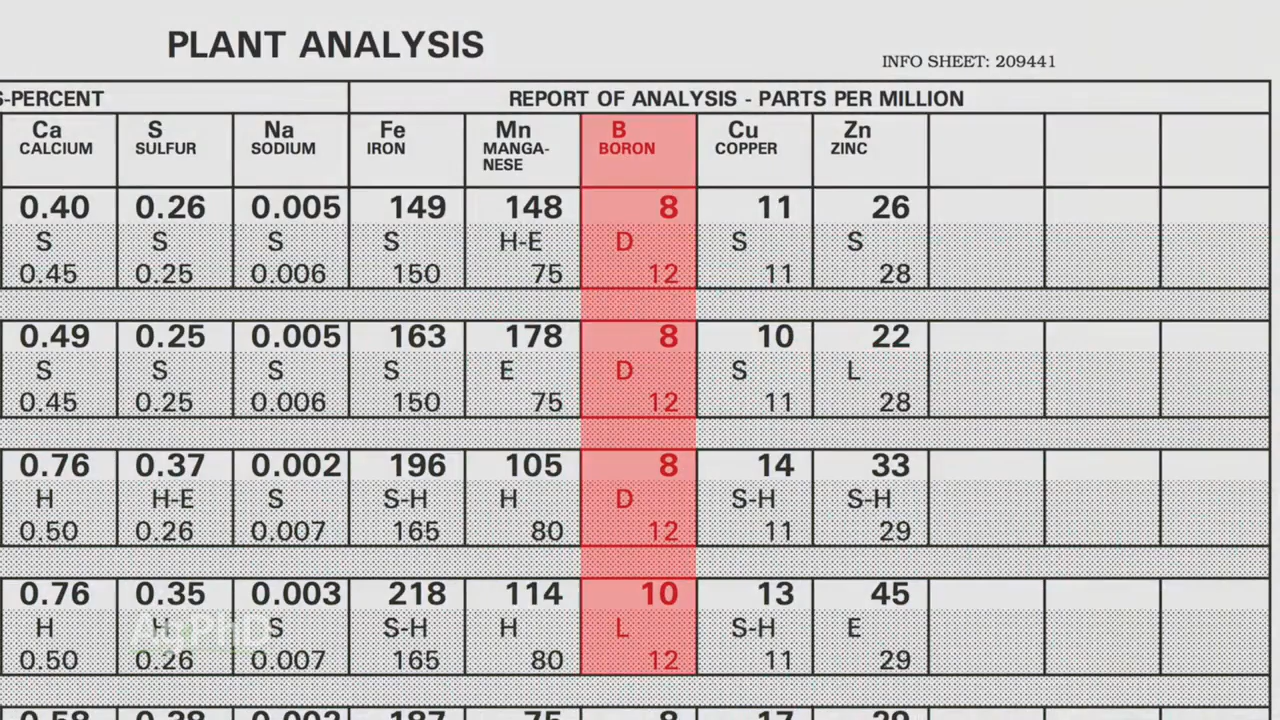 PLANT ANALYSIS
INFO SHEET: 209441
S-PERCENT REPORT OF ANALYSIS - PARTS PER MILLION
Ca S Na Fe Mn B Cu Zn
CALCIUM SULFUR SODIUM IRON MANGA- BORON COPPER ZINC
NESE
0.40 0.26 0.005 149 148 8 11 26
S S S S H-E D S S
0.45 0.25 0.006 150 75 12 11 28
0.49 0.25 0.005 163 178 8 10 22
S S S S E D S L
0.45 0.25 0.006 150 75 12 11 28
0.76 0.37 0.002 196 105 8 14 33
H H-E S S-H H D S-H S-H
0.50 0.26 0.007 165 80 12 11 29
0.76 0.35 0.003 218 114 10 13 45
H H S S-H H L S-H E
Ag PhD
0.50 0.26 0.007 165 80 12 11 29